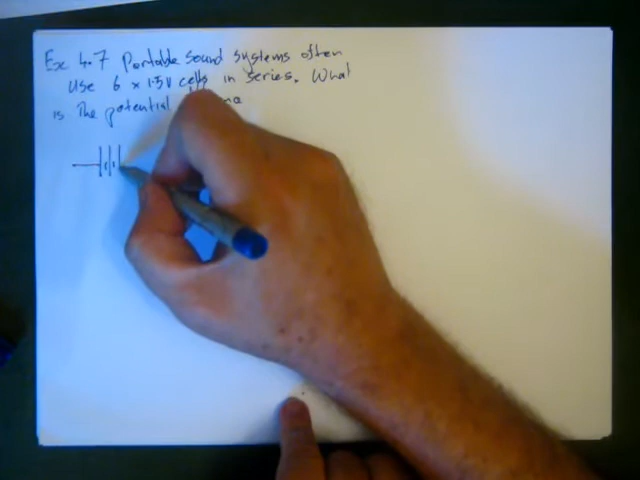 Ex 4.7 Portable sound systems often
use 6 x 1.5V cells in series. What
is the potential